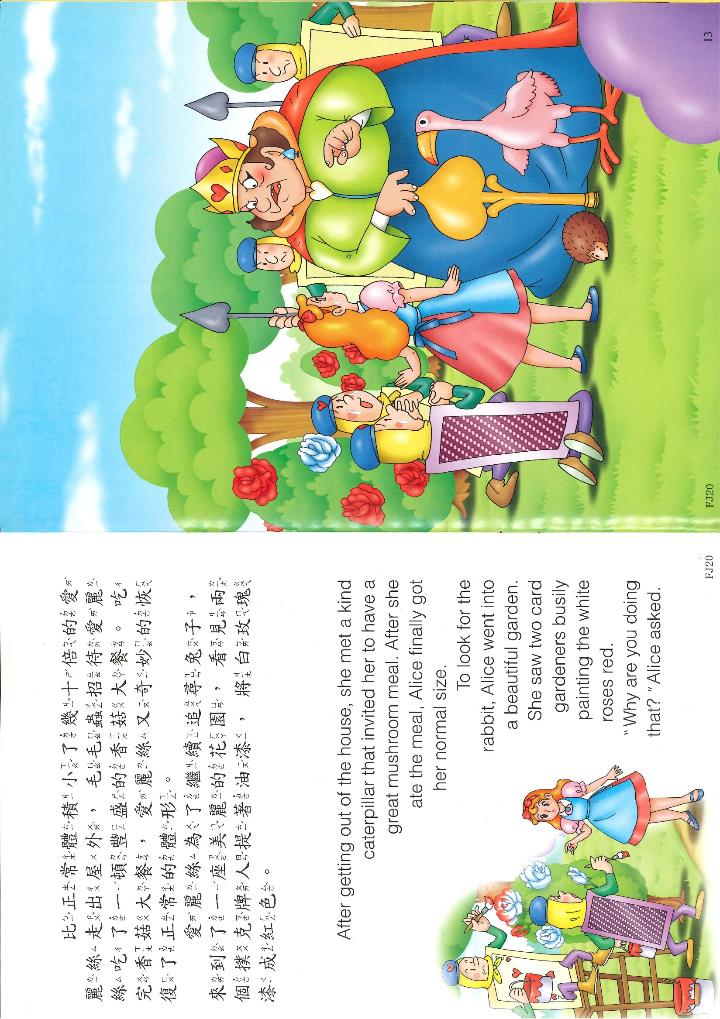 比正常體積小了幾十倍的愛
麗絲走出屋外，毛毛蟲招待愛麗
絲吃了一頓豐盛的香菇大餐。吃
完香菇大餐，愛麗絲又奇妙的恢
復了正常的體形。
愛麗絲為了繼續追尋兔子，
來到了一座美麗的花園，看見兩
個撲克牌人提著油漆，將白玫瑰
漆成紅色。
After getting out of the house, she met a kind
caterpillar that invited her to have a
great mushroom meal. After she
ate the meal, Alice finally got
her normal size.
To look for the
rabbit, Alice went into
a beautiful garden.
She saw two card
gardeners busily
painting the white
roses red.
"Why are you doing
that? "Alice asked.
FJ20
FJ20
13